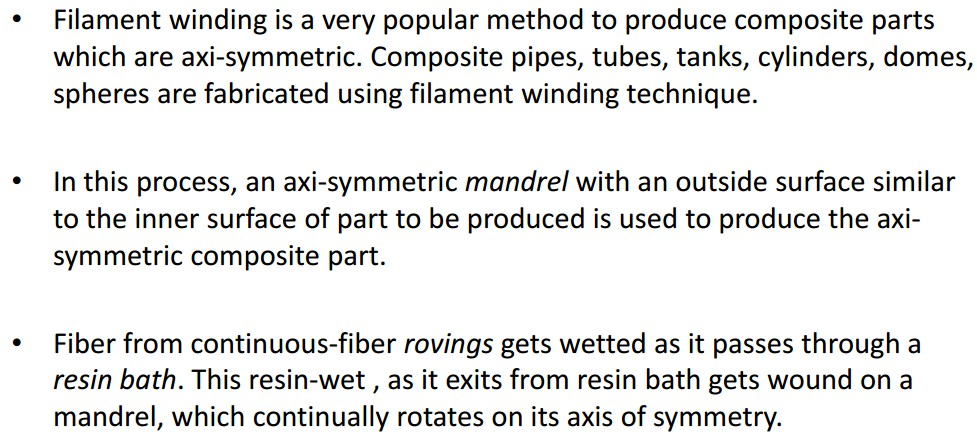 • Filament winding is a very popular method to produce composite parts
which are axi-symmetric. Composite pipes, tubes, tanks, cylinders, domes,
spheres are fabricated using filament winding technique.
• In this process, an axi-symmetric mandrel with an outside surface similar
to the inner surface of part to be produced is used to produce the axi-
symmetric composite part.
• Fiber from continuous-fiber rovings gets wetted as it passes through a
resin bath. This resin-wet , as it exits from resin bath gets wound on a
mandrel, which continually rotates on its axis of symmetry.